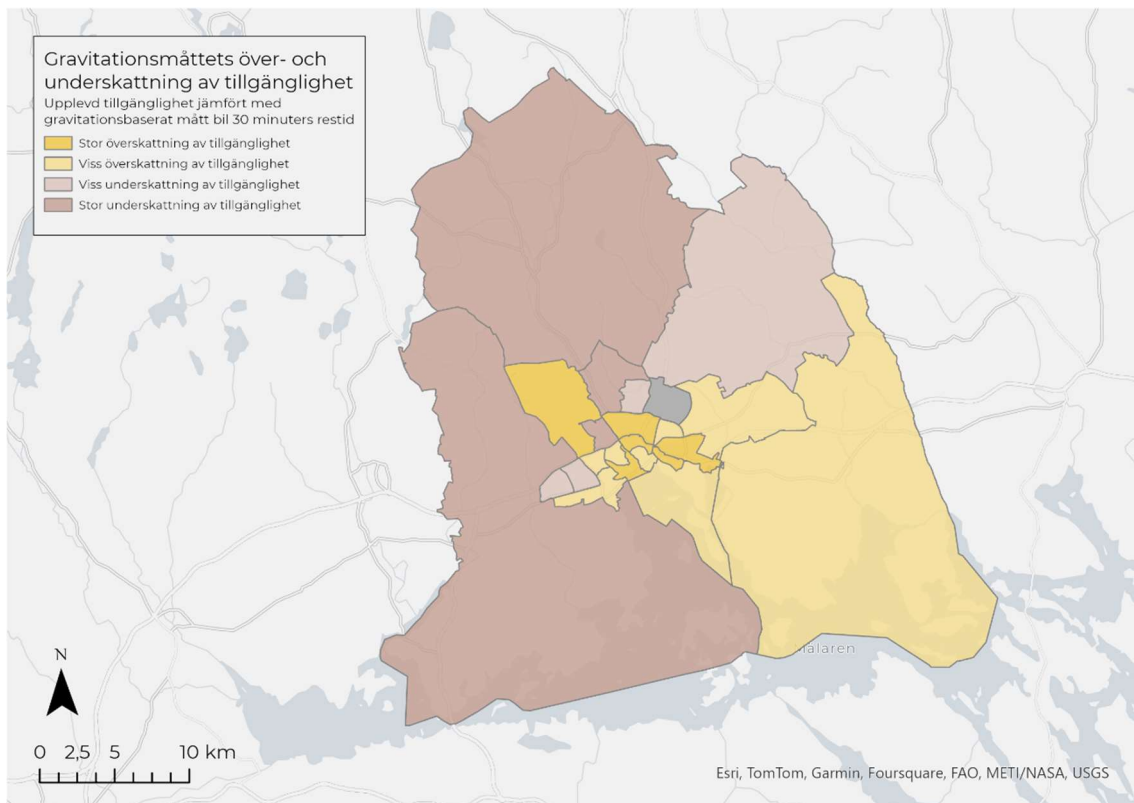 Gravitationsmåttets över- och
underskattning av tillgänglighet
Upplevd tillgänglighet jämfört med
gravitationsbaserat mått bil 30 minuters restid
Stor överskattning av tillgänglighet
Viss överskattning av tillgänglighet
Viss underskattning av tillgänglighet
Stor underskattning av tillgänglighet
Mälaren
N
0 2,5 5 10 km
Esri, TomTom, Garmin, Foursquare, FAO, METI/NASA, USGS